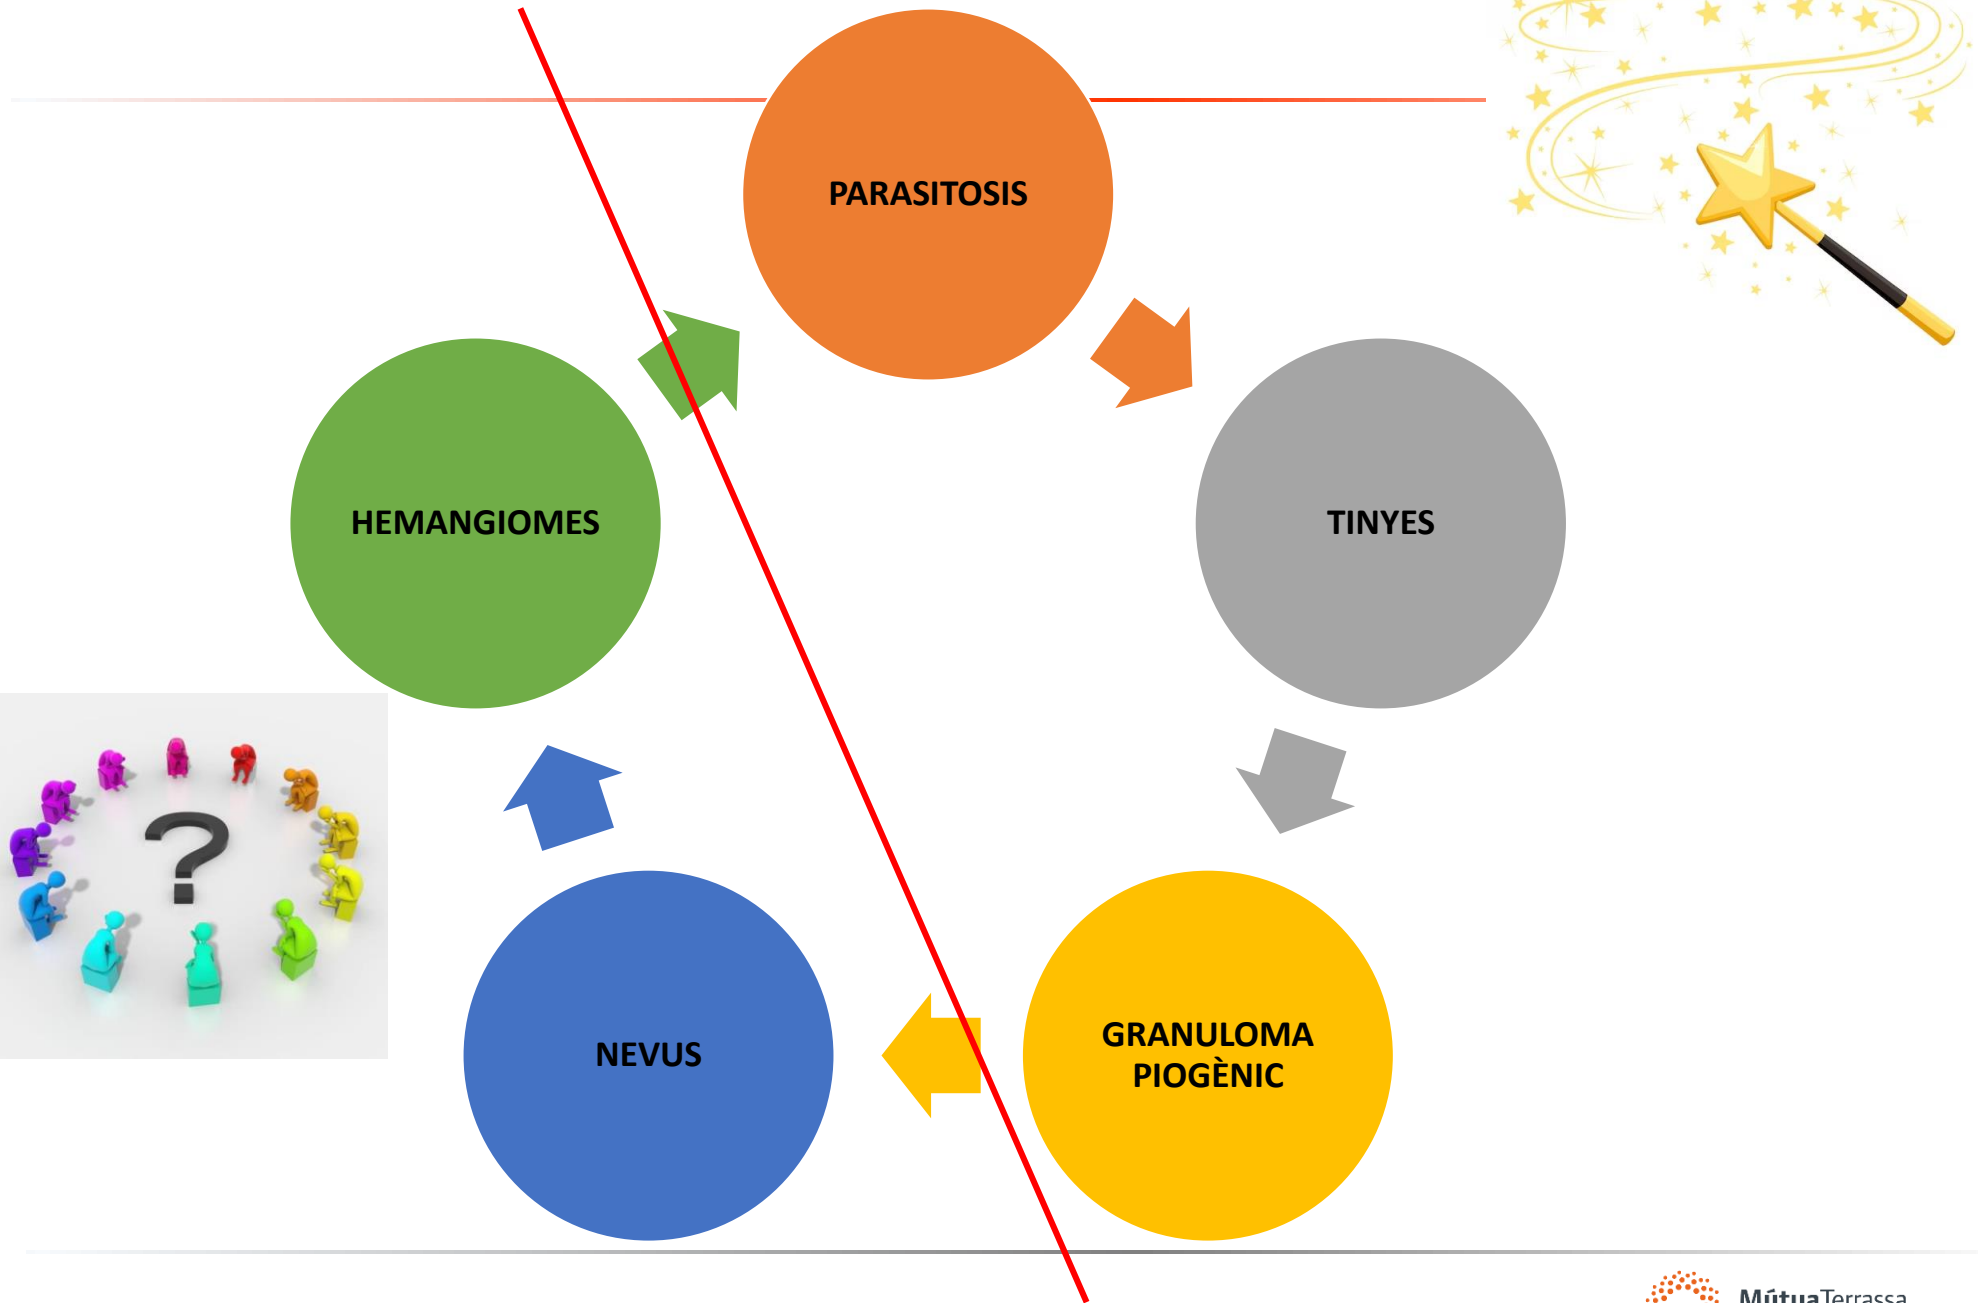 PARASITOSIS
HEMANGIOMES
TINYES
GRANULOMA
PIOGÈNIC
NEVUS
?
MútuaTerrassa